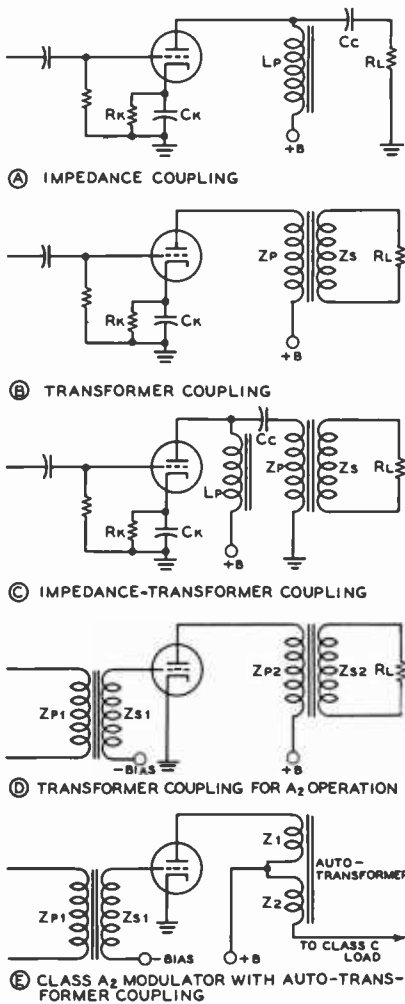 Cc
LP
RL
RK
CK
+B
Ⓐ IMPEDANCE COUPLING
ZP
ZS
RL
RK
CK
+B
Ⓑ TRANSFORMER COUPLING
Cc
LP
ZP
ZS
RL
RK
CK
+B
Ⓒ IMPEDANCE-TRANSFORMER COUPLING
ZP1
ZS1
ZP2
ZS2
RL
-BIAS
+B
Ⓓ TRANSFORMER COUPLING FOR A2 OPERATION
Z1
AUTO-
TRANSFORMER
ZP1
ZS1
Z2
- BIAS
+B
TO CLASS C
LOAD
Ⓔ CLASS A2 MODULATOR WITH AUTO-TRANS-
FORMER COUPLING